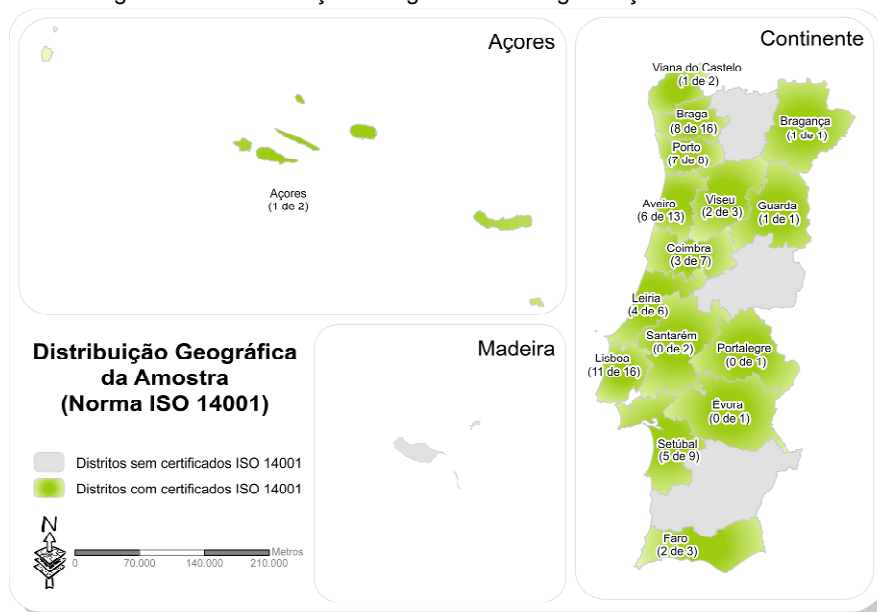 Açores
Açores
(1 de 2)
Distribuição Geográfica
da Amostra
(Norma ISO 14001)
Distritos sem certificados ISO 14001
Distritos com certificados ISO 14001
N
0 70.000 140.000 210.000 Metros
Madeira
Continente
Viana do Castelo
(1 de 2)
Braga
(8 de 16)
Bragança
(1 de 1)
Porto
(7 de 8)
Aveiro
(6 de 13)
Viseu
(2 de 3)
Guarda
(1 de 1)
Coimbra
(3 de 7)
Leiria
(4 de 6)
Santarém
(0 de 2)
Portalegre
(0 de 1)
Lisboa
(11 de 16)
Évora
(0 de 1)
Setúbal
(5 de 9)
Faro
(2 de 3)